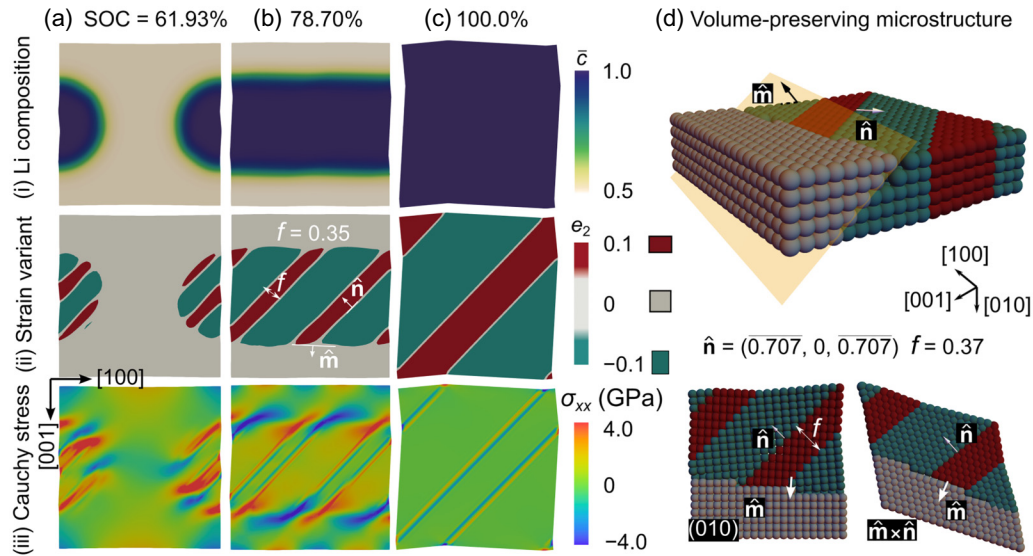 (a) SOC = 61.93%
(b) 78.70%
(c) 100.0%
(d) Volume-preserving microstructure
(i) Li composition
c̄
1.0
0.5
(ii) Strain variant
f = 0.35
f
n̂
m̂
e₂
0.1
0
−0.1
[100]
[001]
(iii) Cauchy stress
σₓₓ (GPa)
4.0
0
−4.0
m̂
n̂
[100]
[001]
[010]
n̂ = (0.707̅, 0, 0.707̅) f = 0.37
n̂
f
m̂
(010)
n̂
m̂
m̂×n̂